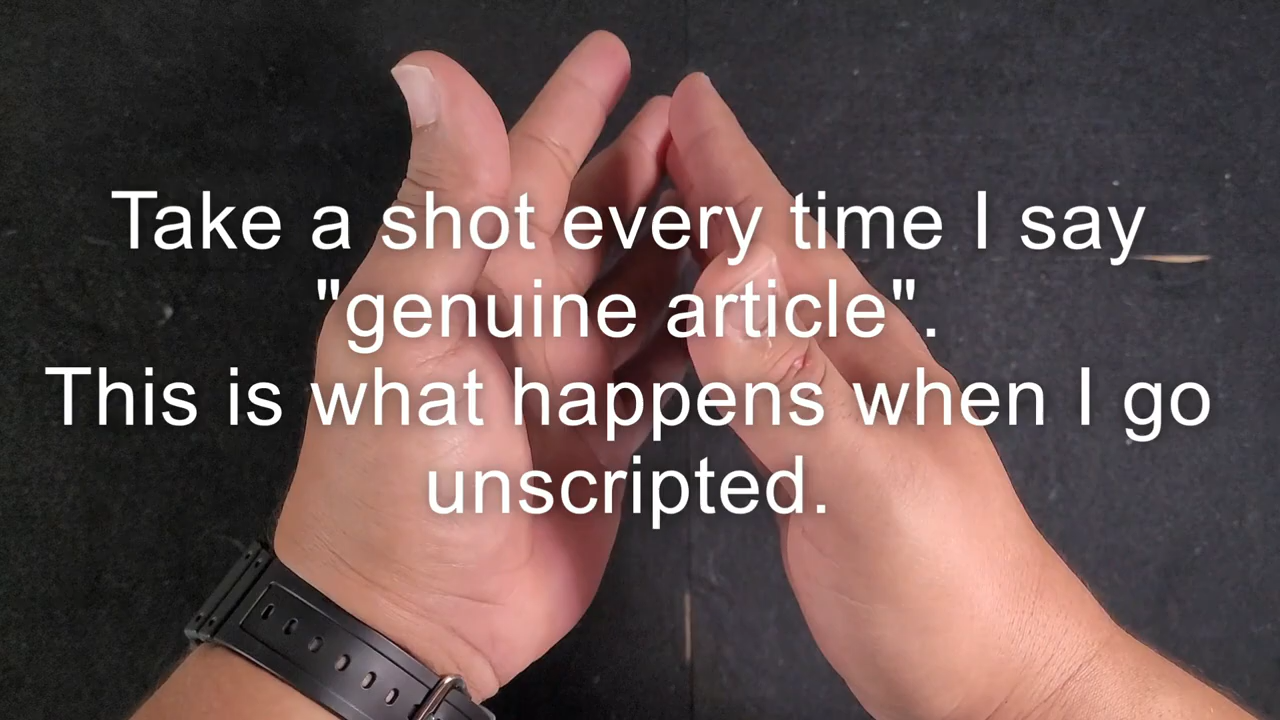 Take a shot every time I say
"genuine article".
This is what happens when I go
unscripted.